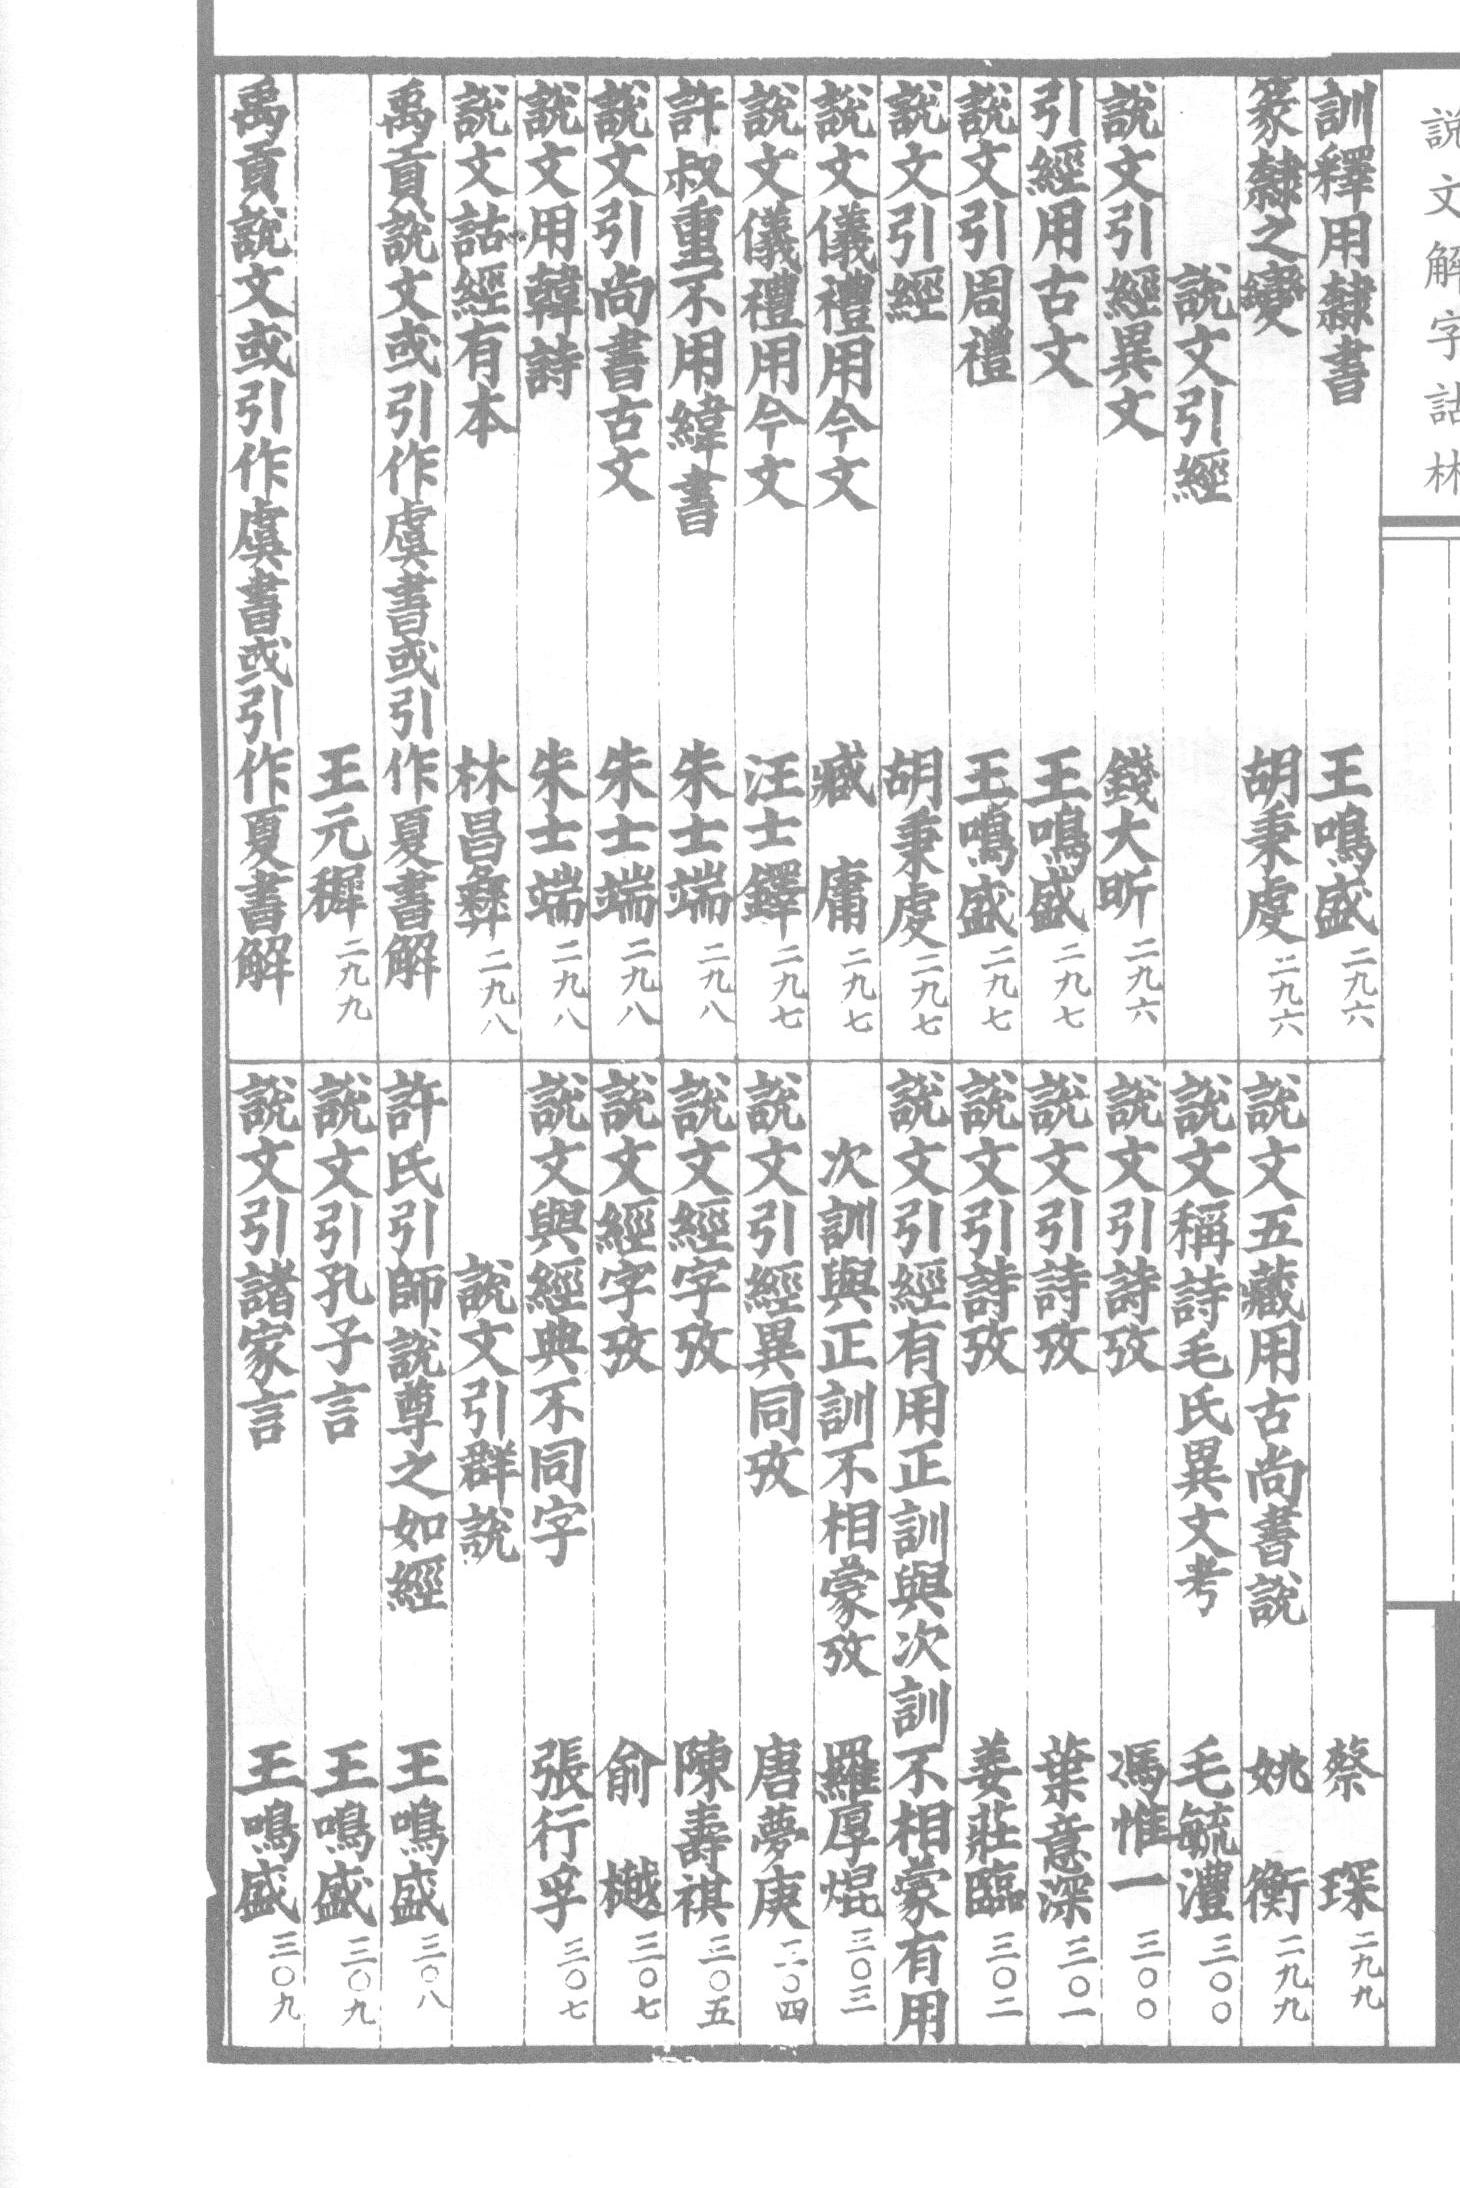 說文解字詁林
訓釋用隸書　王鳴盛二九六
篆隸之變　胡秉虔二九六
說文引經
說文引經異文　錢大昕二九六
引經用古文　王鳴盛二九七
說文引周禮　王鳴盛二九七
說文引經　胡秉虔二九七
說文儀禮用今文　臧　庸二九七
說文儀禮用今文　汪士鐸二九七
許叔重不用緯書　朱士端二九八
說文引尚書古文　朱士端二九八
說文用韓詩　朱士端二九八
說文詁經有本　林昌彝二九八
禹貢說文或引作虞書或引作夏書解
王元穉二九九
禹貢說文或引作虞書或引作夏書解
蔡　琛二九九
說文五藏用古尚書說　姚　衡二九九
說文稱詩毛氏異文考　毛毓灃三〇〇
說文引詩攷　馮惟一三〇〇
說文引詩攷　葉意深三〇一
說文引詩攷　姜莊臨三〇二
說文引經有用正訓與次訓不相蒙有用
次訓與正訓不相蒙攷　羅厚焜三〇三
說文引經異同攷　唐夢庚三〇四
說文經字攷　陳壽祺三〇五
說文經字攷　俞　樾三〇七
說文與經典不同字　張行孚三〇七
說文引群說
許氏引師說尊之如經　王鳴盛三〇八
說文引孔子言　王鳴盛三〇九
說文引諸家言　王鳴盛三〇九